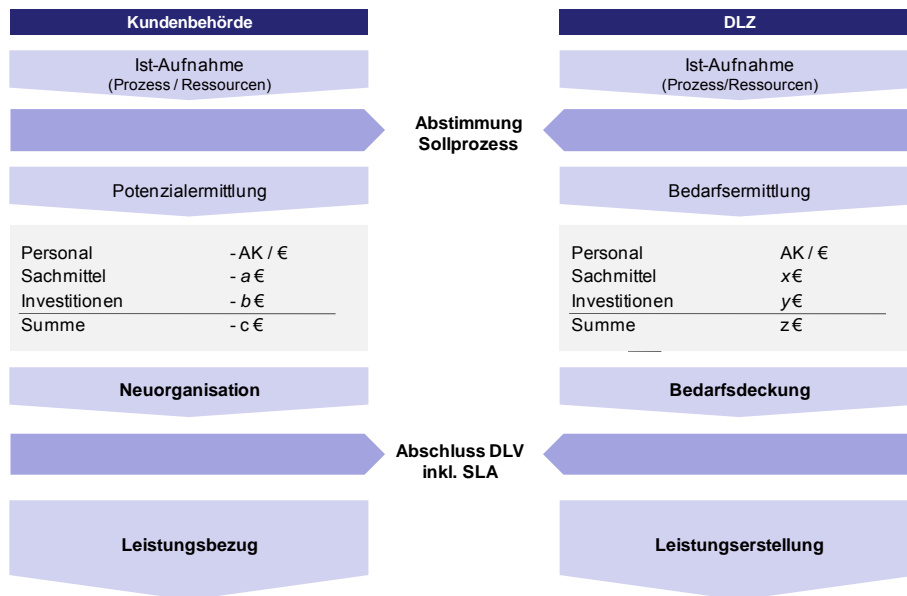 Kundenbehörde
DLZ
Ist-Aufnahme
(Prozess / Ressourcen)
Ist-Aufnahme
(Prozess/Ressourcen)
Abstimmung
Sollprozess
Potenzialermittlung
Bedarfsermittlung
Personal - AK / €
Sachmittel - a €
Investitionen - b €
Summe - c €
Personal AK / €
Sachmittel x €
Investitionen y €
Summe z €
Neuorganisation
Bedarfsdeckung
Abschluss DLV
inkl. SLA
Leistungsbezug
Leistungserstellung